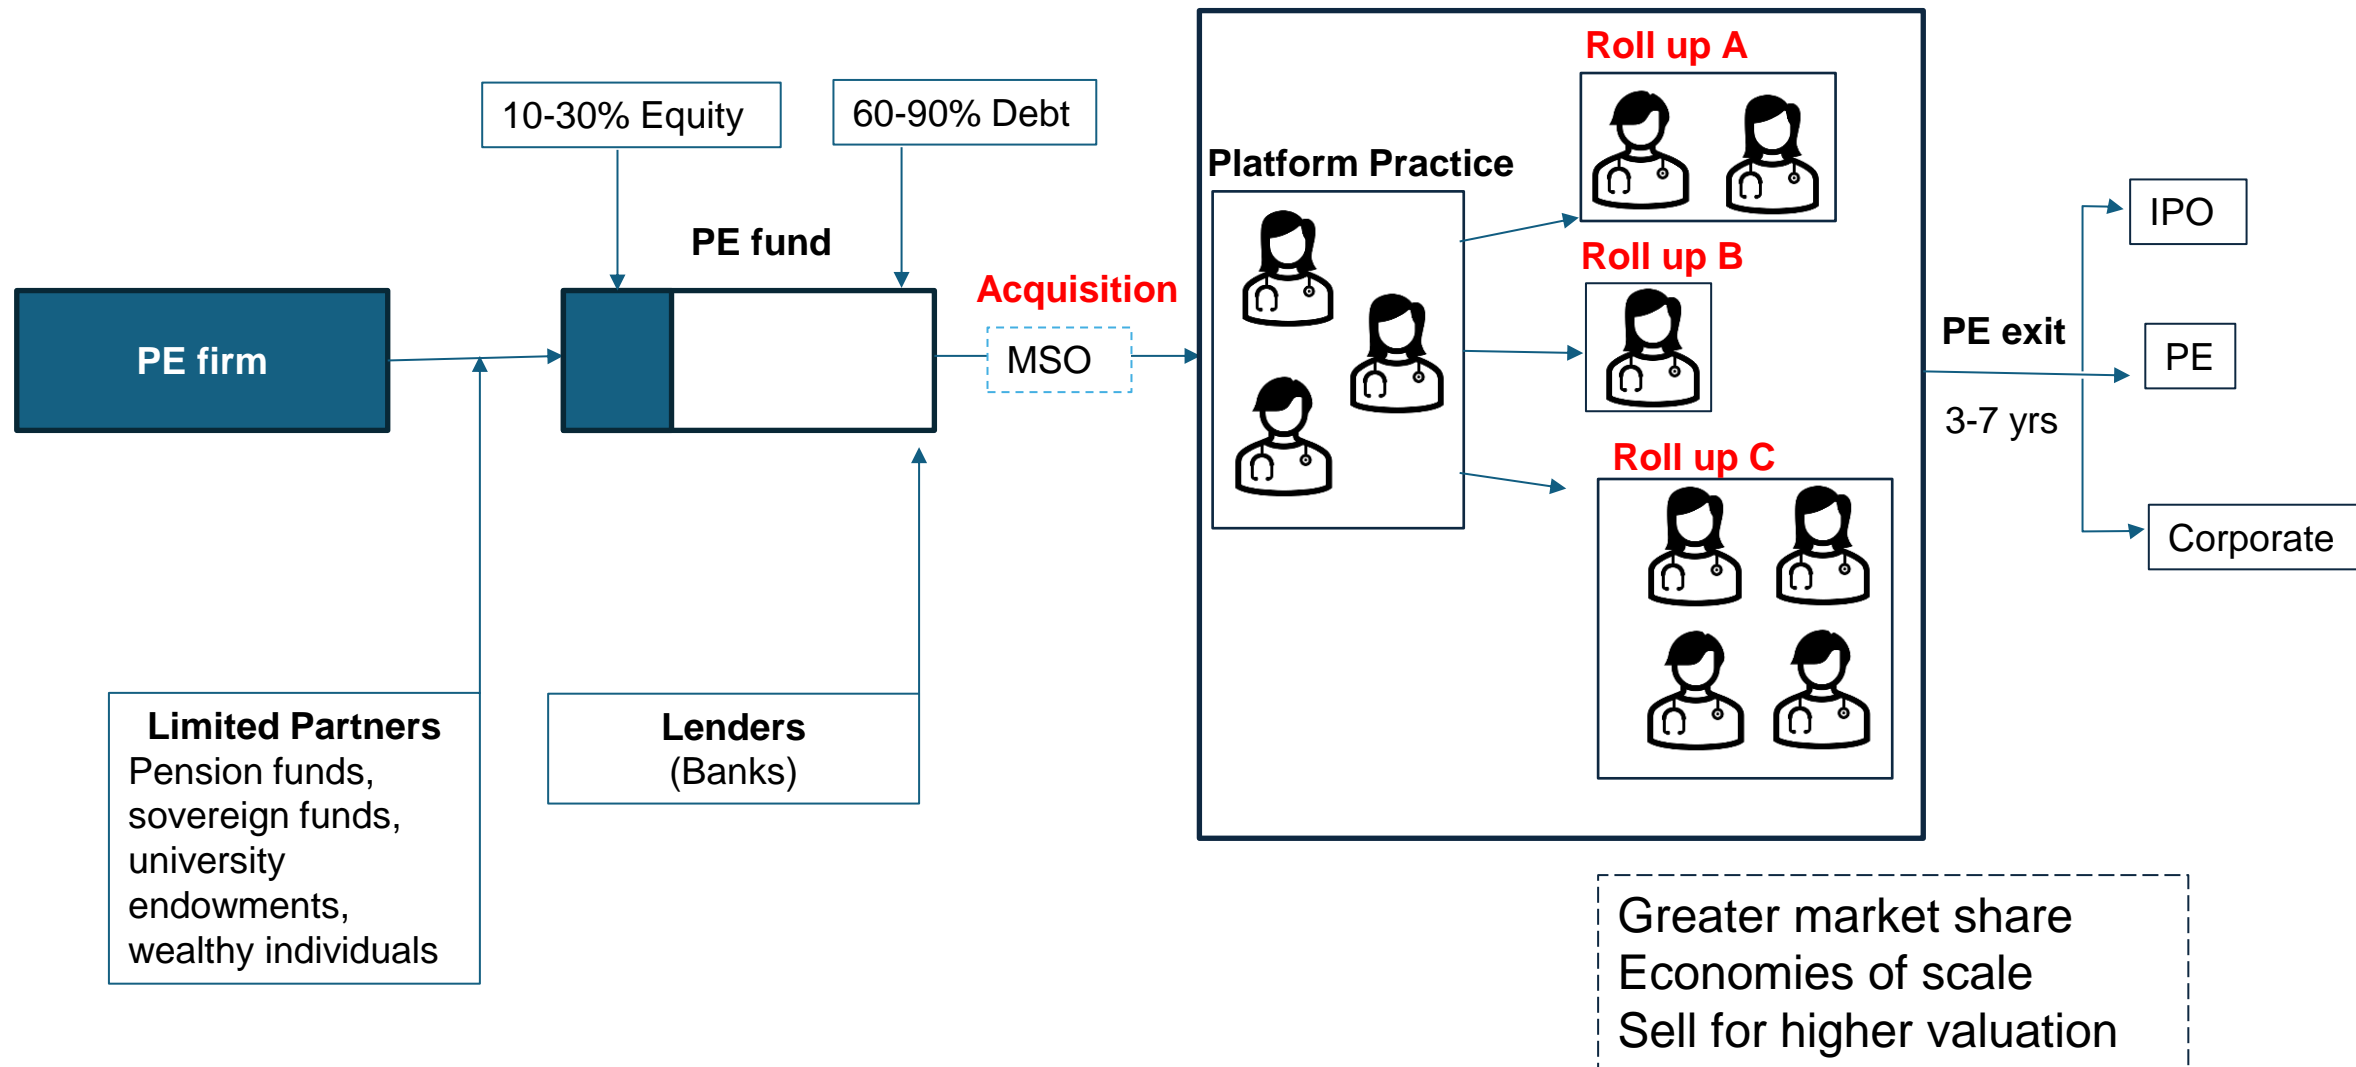 Roll up A
10-30% Equity
60-90% Debt
Platform Practice
PE fund
IPO
Roll up B
Acquisition
PE firm
MSO
PE exit
PE
3-7 yrs
Roll up C
Corporate
Limited Partners
Pension funds,
sovereign funds,
university
endowments,
wealthy individuals
Lenders
(Banks)
Greater market share
Economies of scale
Sell for higher valuation